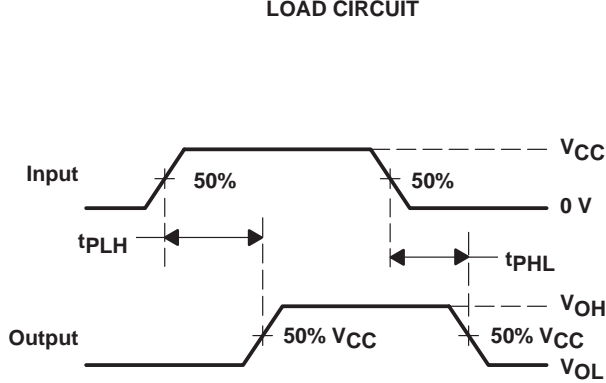 LOAD CIRCUIT
VCC
Input
50%
50%
0 V
tPLH
tPHL
VOH
Output
50% VCC
50% VCC
VOL